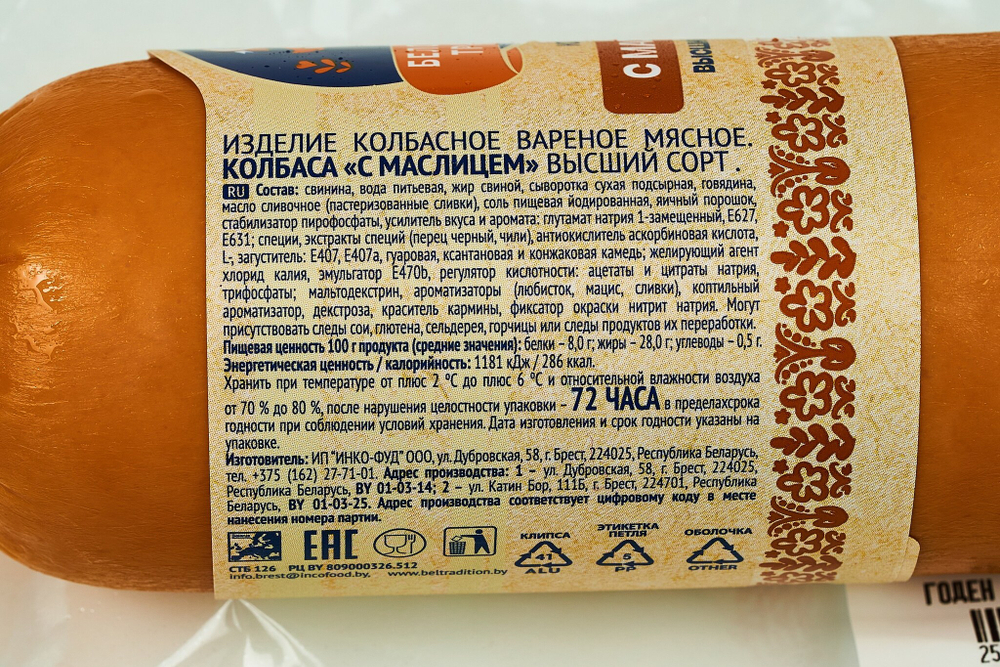 С МА
ВЫСШ
ИЗДЕЛИЕ КОЛБАСНОЕ ВАРЕНОЕ МЯСНОЕ.
КОЛБАСА «С МАСЛИЦЕМ» ВЫСШИЙ СОРТ .
RU Состав: свинина, вода питьевая, жир свиной, сыворотка сухая подсырная, говядина,
масло сливочное (пастеризованные сливки), соль пищевая йодированная, яичный порошок,
стабилизатор пирофосфаты, усилитель вкуса и аромата: глутамат натрия 1-замещенный, Е627,
Е631; специи, экстракты специй (перец черный, чили), антиокислитель аскорбиновая кислота,
L-, загуститель: Е407, Е407а, гуаровая, ксантановая и конжаковая камедь; желирующий агент
хлорид калия, эмульгатор Е470b, регулятор кислотности: ацетаты и цитраты натрия,
трифосфаты; мальтодекстрин, ароматизаторы (любисток, мацис, сливки), коптильный
ароматизатор, декстроза, краситель кармины, фиксатор окраски нитрит натрия. Могут
присутствовать следы сои, глютена, сельдерея, горчицы или следы продуктов их переработки.
Пищевая ценность 100 г продукта (средние значения): белки – 8,0 г; жиры – 28,0 г; углеводы – 0,5 г.
Энергетическая ценность / калорийность: 1181 кДж / 286 ккал.
Хранить при температуре от плюс 2 °С до плюс 6 °С и относительной влажности воздуха
от 70 % до 80 %, после нарушения целостности упаковки – 72 ЧАСА в пределахсрока
годности при соблюдении условий хранения. Дата изготовления и срок годности указаны на
упаковке.
Изготовитель: ИП "ИНКО-ФУД" ООО, ул. Дубровская, 58, г. Брест, 224025, Республика Беларусь,
тел. +375 (162) 27-71-01. Адрес производства: 1 – ул. Дубровская, 58, г. Брест, 224025,
Республика Беларусь, BY 01-03-14; 2 – ул. Катин Бор, 111Б, г. Брест, 224701, Республика
Беларусь, BY 01-03-25. Адрес производства соответствует цифровому коду в месте
нанесения номера партии.
ЕАС
КЛИПСА
41
ALU
ЭТИКЕТКА
ПЕТЛЯ
5
PP
ОБОЛОЧКА
OTHER
СТБ 126 РЦ BY 809000326.512
info.brest@incofood.by, www.beltradition.by
ГОДЕН
25